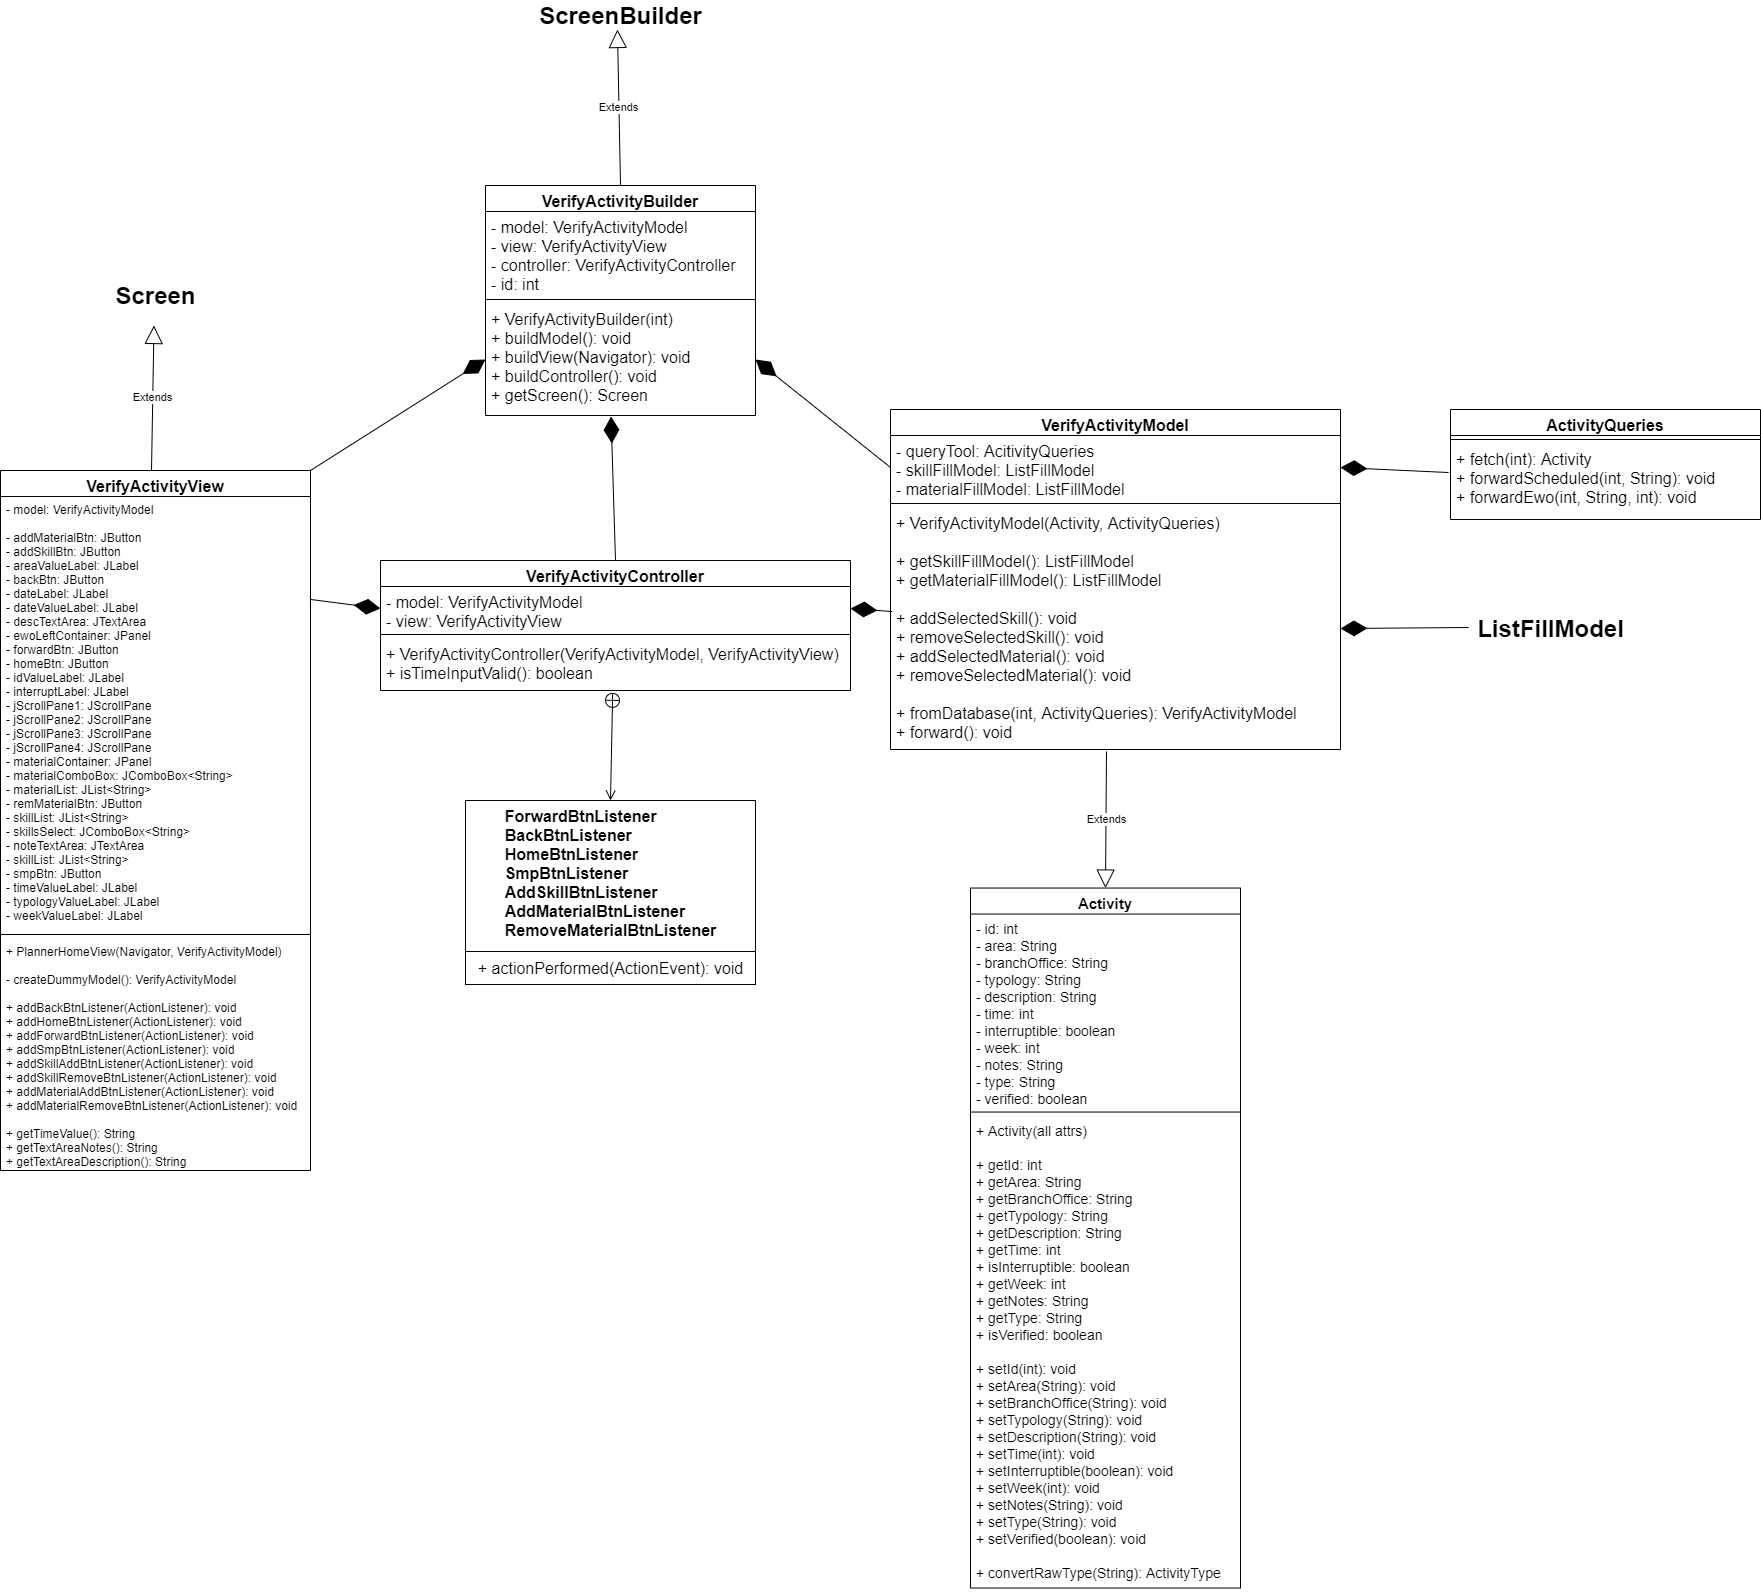 ScreenBuilder
Extends
VerifyActivityBuilder
- model: VerifyActivityModel
- view: VerifyActivityView
- controller: VerifyActivityController
- id: int
+ VerifyActivityBuilder(int)
+ buildModel(): void
+ buildView(Navigator): void
+ buildController(): void
+ getScreen(): Screen
Screen
Extends
VerifyActivityView
- model: VerifyActivityModel
- addMaterialBtn: JButton
- addSkillBtn: JButton
- areaValueLabel: JLabel
- backBtn: JButton
- dateLabel: JLabel
- dateValueLabel: JLabel
- descTextArea: JTextArea
- ewoLeftContainer: JPanel
- forwardBtn: JButton
- homeBtn: JButton
- idValueLabel: JLabel
- interruptLabel: JLabel
- jScrollPane1: JScrollPane
- jScrollPane2: JScrollPane
- jScrollPane3: JScrollPane
- jScrollPane4: JScrollPane
- materialContainer: JPanel
- materialComboBox: JComboBox<String>
- materialList: JList<String>
- remMaterialBtn: JButton
- skillList: JList<String>
- skillsSelect: JComboBox<String>
- noteTextArea: JTextArea
- skillList: JList<String>
- smpBtn: JButton
- timeValueLabel: JLabel
- typologyValueLabel: JLabel
- weekValueLabel: JLabel
+ PlannerHomeView(Navigator, VerifyActivityModel)
- createDummyModel(): VerifyActivityModel
+ addBackBtnListener(ActionListener): void
+ addHomeBtnListener(ActionListener): void
+ addForwardBtnListener(ActionListener): void
+ addSmpBtnListener(ActionListener): void
+ addSkillAddBtnListener(ActionListener): void
+ addSkillRemoveBtnListener(ActionListener): void
+ addMaterialAddBtnListener(ActionListener): void
+ addMaterialRemoveBtnListener(ActionListener): void
+ getTimeValue(): String
+ getTextAreaNotes(): String
+ getTextAreaDescription(): String
VerifyActivityController
- model: VerifyActivityModel
- view: VerifyActivityView
+ VerifyActivityController(VerifyActivityModel, VerifyActivityView)
+ isTimeInputValid(): boolean
ForwardBtnListener
BackBtnListener
HomeBtnListener
SmpBtnListener
AddSkillBtnListener
AddMaterialBtnListener
RemoveMaterialBtnListener
+ actionPerformed(ActionEvent): void
VerifyActivityModel
- queryTool: AcitivityQueries
- skillFillModel: ListFillModel
- materialFillModel: ListFillModel
+ VerifyActivityModel(Activity, ActivityQueries)
+ getSkillFillModel(): ListFillModel
+ getMaterialFillModel(): ListFillModel
+ addSelectedSkill(): void
+ removeSelectedSkill(): void
+ addSelectedMaterial(): void
+ removeSelectedMaterial(): void
+ fromDatabase(int, ActivityQueries): VerifyActivityModel
+ forward(): void
ActivityQueries
+ fetch(int): Activity
+ forwardScheduled(int, String): void
+ forwardEwo(int, String, int): void
ListFillModel
Extends
Activity
- id: int
- area: String
- branchOffice: String
- typology: String
- description: String
- time: int
- interruptible: boolean
- week: int
- notes: String
- type: String
- verified: boolean
+ Activity(all attrs)
+ getId: int
+ getArea: String
+ getBranchOffice: String
+ getTypology: String
+ getDescription: String
+ getTime: int
+ isInterruptible: boolean
+ getWeek: int
+ getNotes: String
+ getType: String
+ isVerified: boolean
+ setId(int): void
+ setArea(String): void
+ setBranchOffice(String): void
+ setTypology(String): void
+ setDescription(String): void
+ setTime(int): void
+ setInterruptible(boolean): void
+ setWeek(int): void
+ setNotes(String): void
+ setType(String): void
+ setVerified(boolean): void
+ convertRawType(String): ActivityType